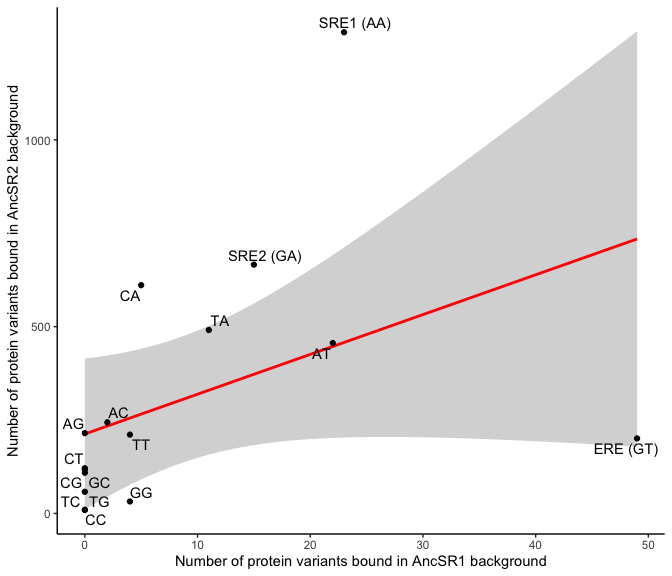 SRE1 (AA)
1000
SRE2 (GA)
CA
TA
500
AT
AC
AG
TT
ERE (GT)
CT
CG GC
GG
TC TG
CC
0
0 10 20 30 40 50
Number of protein variants bound in AncSR1 background
Number of protein variants bound in AncSR2 background